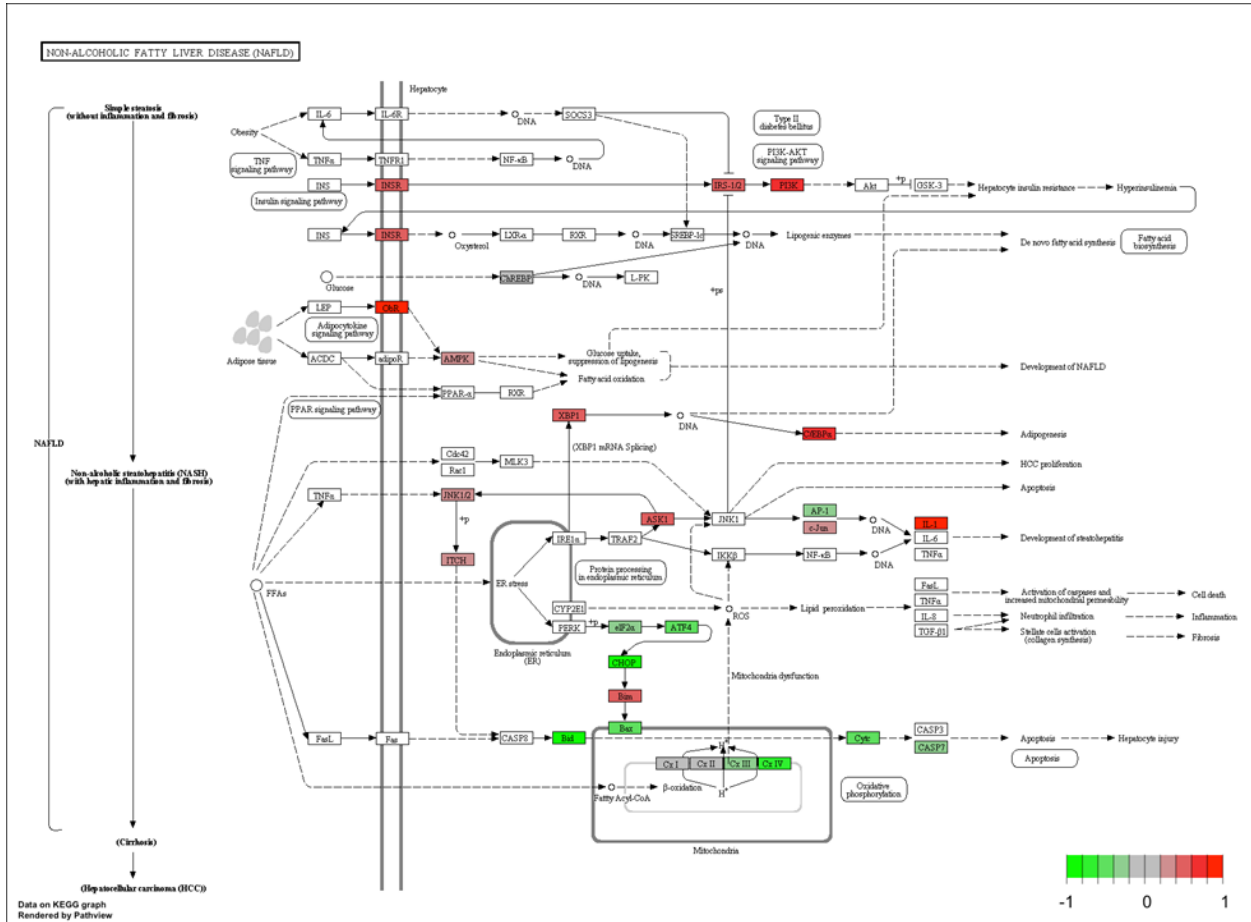 NON-ALCOHOLIC FATTY LIVER DISEASE (NAFLD)
Hepatocyte
Simple steatosis
(without inflammation and fibrosis)
IL-6
IL-6R
DNA
SOCS3
Type II
diabetes bellitus
Obesity
TNF
signaling pathway
TNFα
TNFR1
NF-κB
DNA
PI3K-AKT
signaling pathway
INS
INSR
IRS-1/2
PI3K
Akt
+p
GSK-3
Hepatocyte insulin resistance
Hyperinsulinemia
Insulin signaling pathway
INS
INSR
Oxysterol
LXR-α
RXR
DNA
SREBP-1c
DNA
Lipogenic enzymes
De novo fatty acid synthesis
Fatty acid
biosynthesis
Glucose
ChREBP
DNA
L-PK
+ps
LEP
ObR
Adipocytokine
signaling pathway
Adipose tissue
ACDC
adipoR
AMPK
Glucose uptake,
suppression of lipogenesis
Fatty acid oxidation
Development of NAFLD
PPAR-α
RXR
PPAR signaling pathway
XBP1
DNA
C/EBPα
Adipogenesis
(XBP1 mRNA Splicing)
NAFLD
Non-alcoholic steatohepatitis (NASH)
(with hepatic inflammation and fibrosis)
Cdc42
Rac1
MLK3
HCC proliferation
Apoptosis
TNFα
JNK1/2
+p
ITCH
ASK1
JNK1
AP-1
c-Jun
DNA
IL-1
IL-6
TNFα
Development of steatohepatitis
IRE1α
TRAF2
IKKβ
NF-κB
DNA
Protein processing
in endoplasmic reticulum
ER stress
FFAs
CYP2E1
ROS
Lipid peroxidation
FasL
TNFα
IL-8
TGF-β1
Activation of caspases and
increased mitochondrial permeability
Cell death
Neutrophil infiltration
Inflammation
Stellate cells activation
(collagen synthesis)
Fibrosis
PERK
+p
eIF2α
ATF4
Endoplasmic reticulum
(ER)
CHOP
Mitochondria dysfunction
Bim
Bax
FasL
Fas
CASP8
Bid
Cytc
CASP3
CASP7
Apoptosis
Hepatocyte injury
Apoptosis
H+
Cx I
Cx II
Cx III
Cx IV
Fatty Acyl-CoA
β-oxidation
H+
Oxidative
phosphorylation
Mitochondria
(Cirrhosis)
(Hepatocellular carcinoma (HCC))
Data on KEGG graph
Rendered by Pathview
-1
0
1